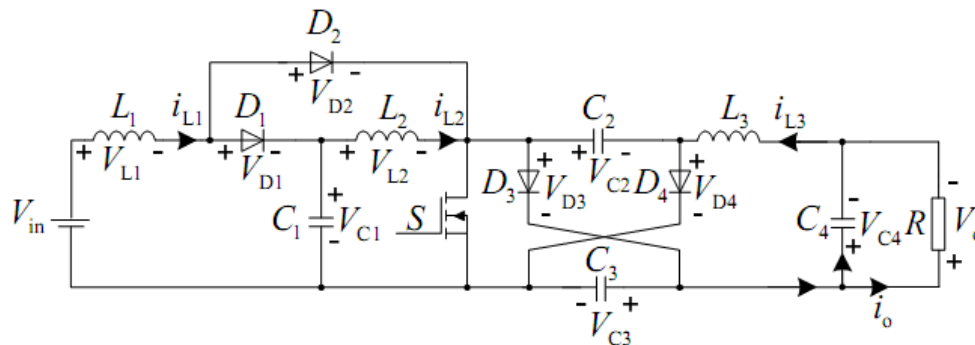 D2
+ VD2 -
L1 iL1 D1 L2 iL2 C2 L3 iL3
+ VL1 - + VD1 - + VL2 - + VC2 -
D3 + VD3 - D4 + VD4 -
Vin C1 + VC1 - S C4 - VC4 + R - +
C3
- VC3 +
io